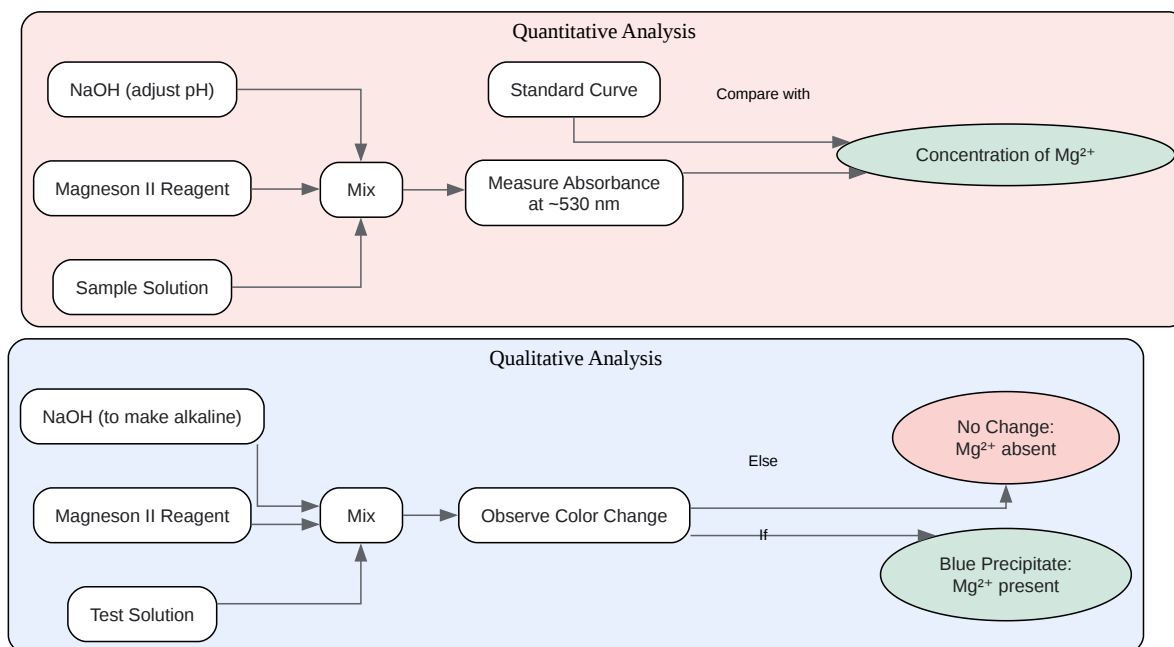 Quantitative Analysis
NaOH (adjust pH)
Standard Curve
Compare with
Concentration of Mg²⁺
Magneson II Reagent
Mix
Measure Absorbance
at ~530 nm
Sample Solution
Qualitative Analysis
NaOH (to make alkaline)
No Change:
Mg²⁺ absent
Else
Magneson II Reagent
Mix
Observe Color Change
If
Blue Precipitate:
Mg²⁺ present
Test Solution